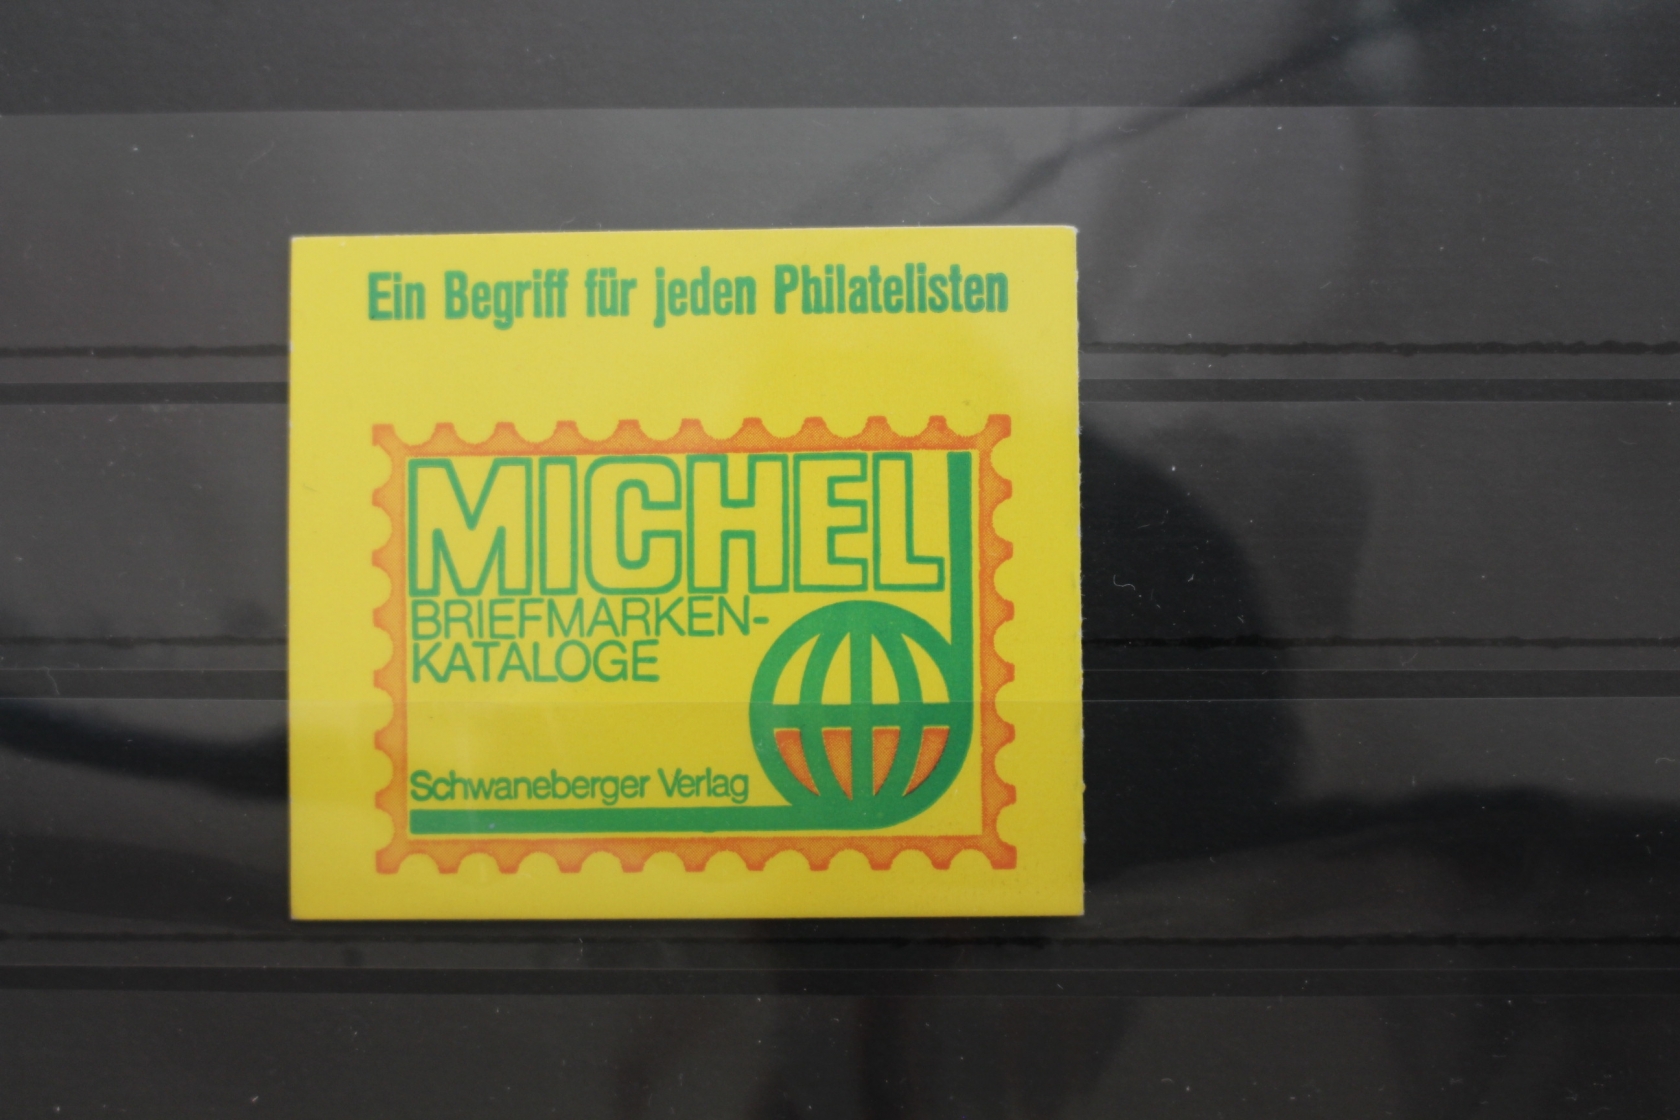 Ein Begriff für jeden Philatelisten
MICHEL
BRIEFMARKEN-
KATALOGE
Schwaneberger Verlag